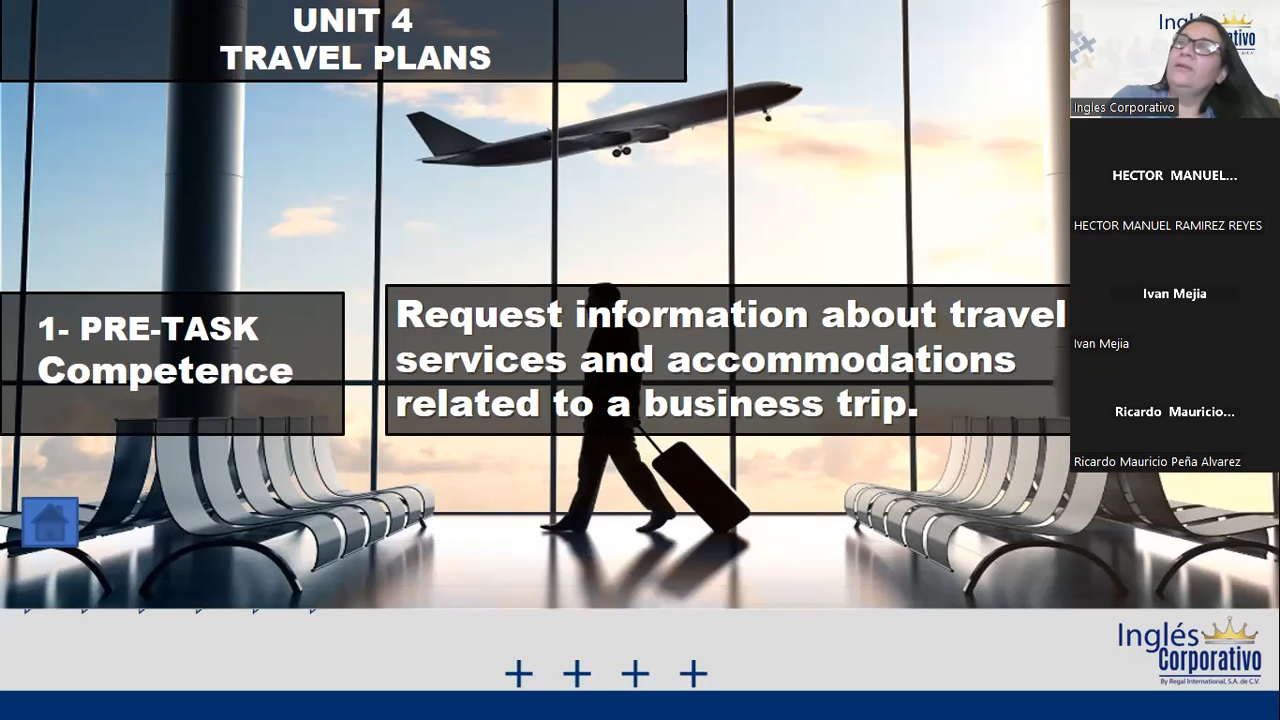 UNIT 4
TRAVEL PLANS
1- PRE-TASK
Competence
Request information about travel
services and accommodations
related to a business trip.
Ingles Corporativo
HECTOR MANUEL...
HECTOR MANUEL RAMIREZ REYES
Ivan Mejia
Ivan Mejia
Ricardo Mauricio...
Ricardo Mauricio Peña Alvarez
Inglés
Corporativo
By Regal International, S.A. de C.V.